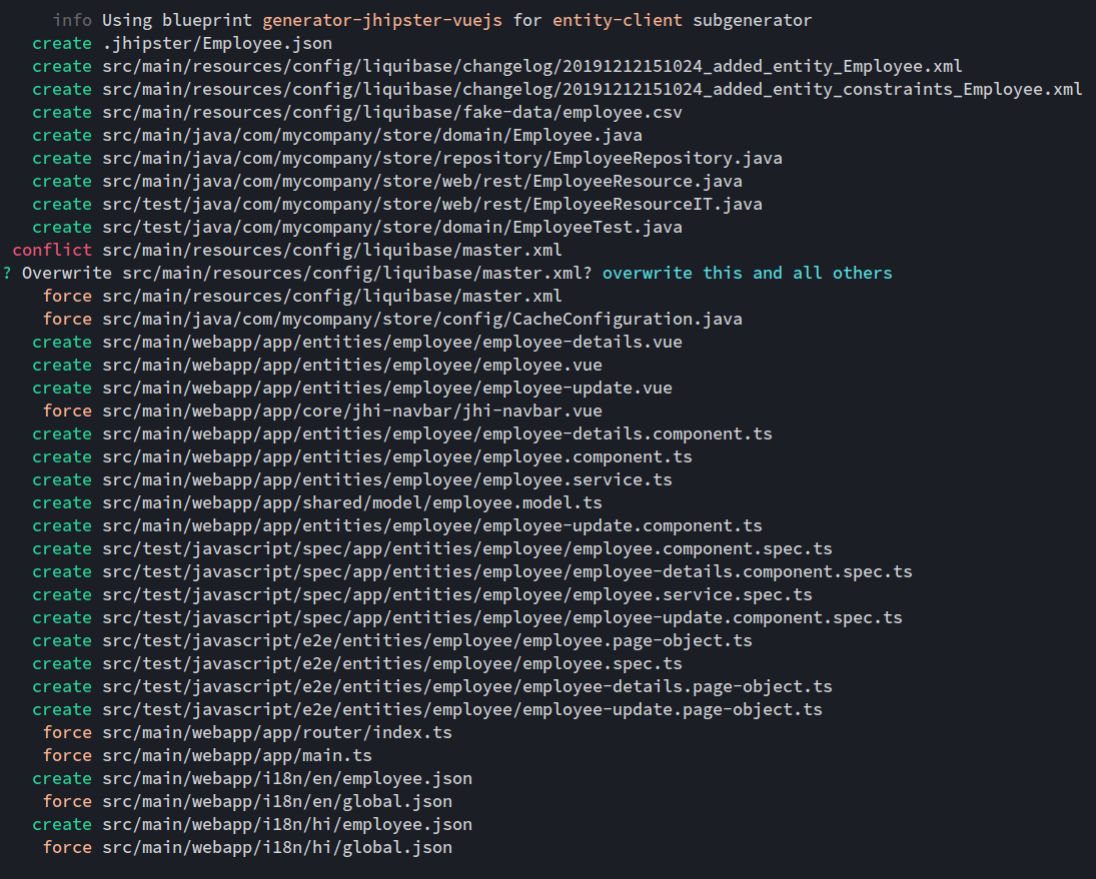 info Using blueprint generator-jhipster-vuejs for entity-client subgenerator
create .jhipster/Employee.json
create src/main/resources/config/liquibase/changelog/20191212151024_added_entity_Employee.xml
create src/main/resources/config/liquibase/changelog/20191212151024_added_entity_constraints_Employee.xml
create src/main/resources/config/liquibase/fake-data/employee.csv
create src/main/java/com/mycompany/store/domain/Employee.java
create src/main/java/com/mycompany/store/repository/EmployeeRepository.java
create src/main/java/com/mycompany/store/web/rest/EmployeeResource.java
create src/test/java/com/mycompany/store/web/rest/EmployeeResourceIT.java
create src/test/java/com/mycompany/store/domain/EmployeeTest.java
conflict src/main/resources/config/liquibase/master.xml
? Overwrite src/main/resources/config/liquibase/master.xml? overwrite this and all others
force src/main/resources/config/liquibase/master.xml
force src/main/java/com/mycompany/store/config/CacheConfiguration.java
create src/main/webapp/app/entities/employee/employee-details.vue
create src/main/webapp/app/entities/employee/employee.vue
create src/main/webapp/app/entities/employee/employee-update.vue
force src/main/webapp/app/core/jhi-navbar/jhi-navbar.vue
create src/main/webapp/app/entities/employee/employee-details.component.ts
create src/main/webapp/app/entities/employee/employee.component.ts
create src/main/webapp/app/entities/employee/employee.service.ts
create src/main/webapp/app/shared/model/employee.model.ts
create src/main/webapp/app/entities/employee/employee-update.component.ts
create src/test/javascript/spec/app/entities/employee/employee.component.spec.ts
create src/test/javascript/spec/app/entities/employee/employee-details.component.spec.ts
create src/test/javascript/spec/app/entities/employee/employee.service.spec.ts
create src/test/javascript/spec/app/entities/employee/employee-update.component.spec.ts
create src/test/javascript/e2e/entities/employee/employee.page-object.ts
create src/test/javascript/e2e/entities/employee/employee.spec.ts
create src/test/javascript/e2e/entities/employee/employee-details.page-object.ts
create src/test/javascript/e2e/entities/employee/employee-update.page-object.ts
force src/main/webapp/app/router/index.ts
force src/main/webapp/app/main.ts
create src/main/webapp/i18n/en/employee.json
force src/main/webapp/i18n/en/global.json
create src/main/webapp/i18n/hi/employee.json
force src/main/webapp/i18n/hi/global.json